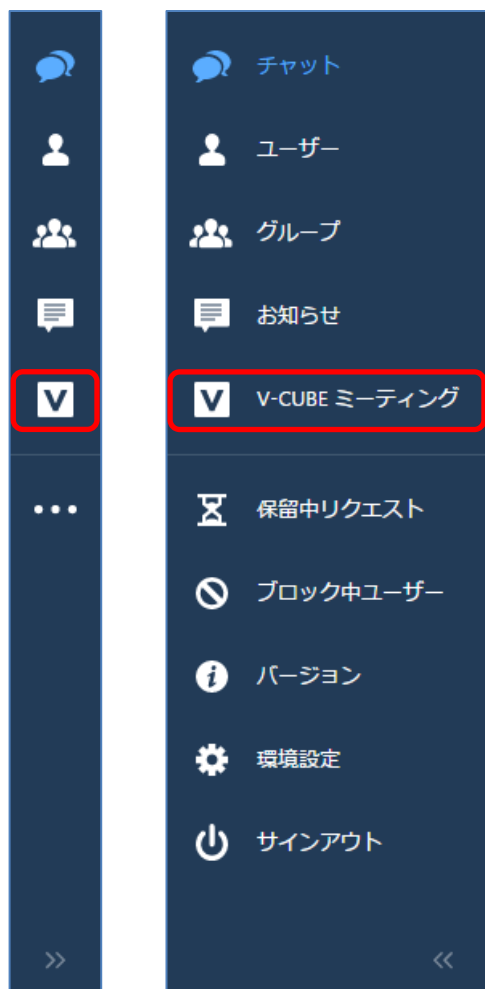 チャット
ユーザー
グループ
お知らせ
V
V
V-CUBE ミーティング
保留中リクエスト
ブロック中ユーザー
バージョン
環境設定
サインアウト